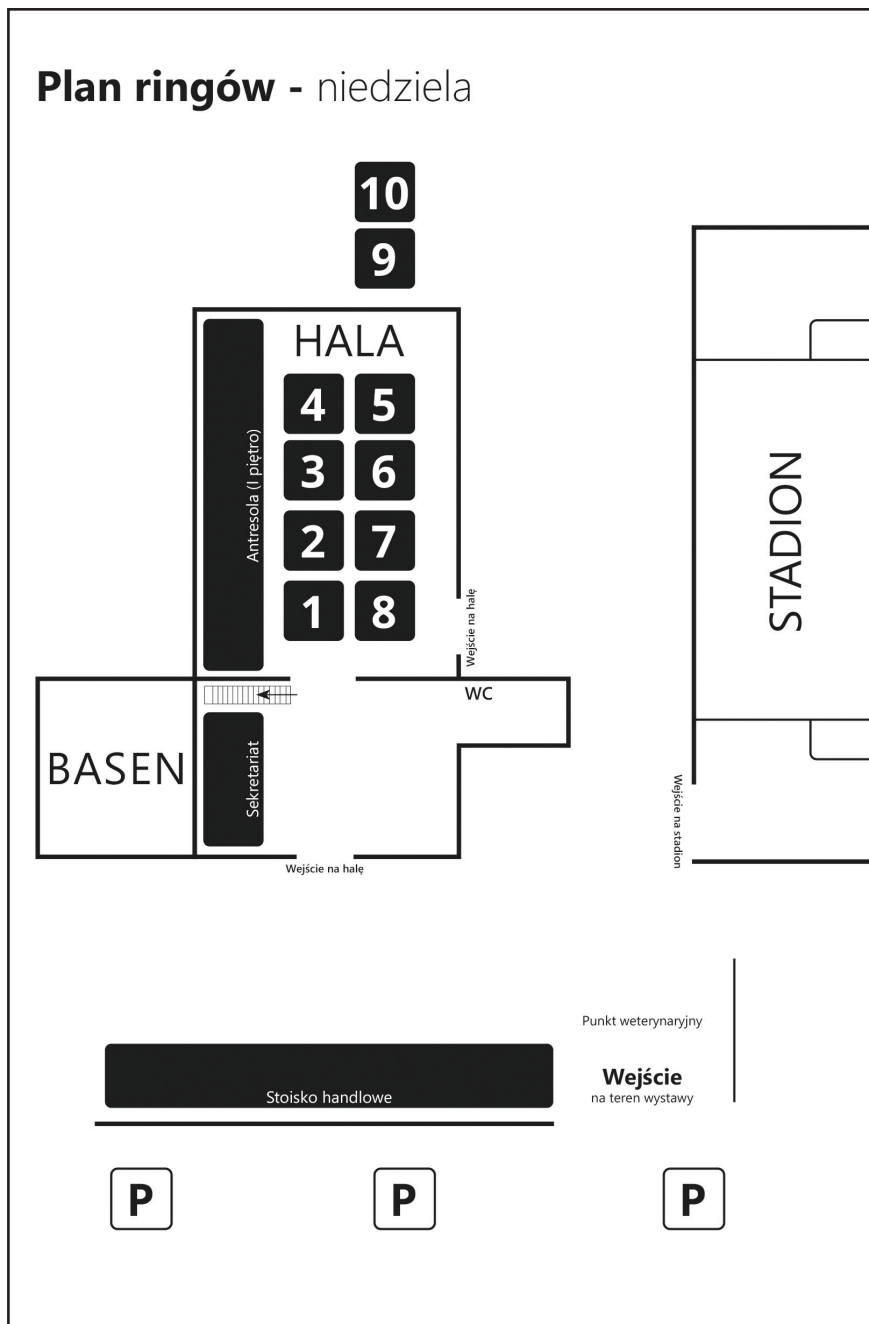 Plan ringów - niedziela
10
9
HALA
4 5
3 6
2 7
1 8
Antresola (I piętro)
Wejście na halę
WC
BASEN
Sekretariat
Wejście na halę
STADION
Wejście na stadion
Punkt weterynaryjny
Wejście
na teren wystawy
Stoisko handlowe
P P P